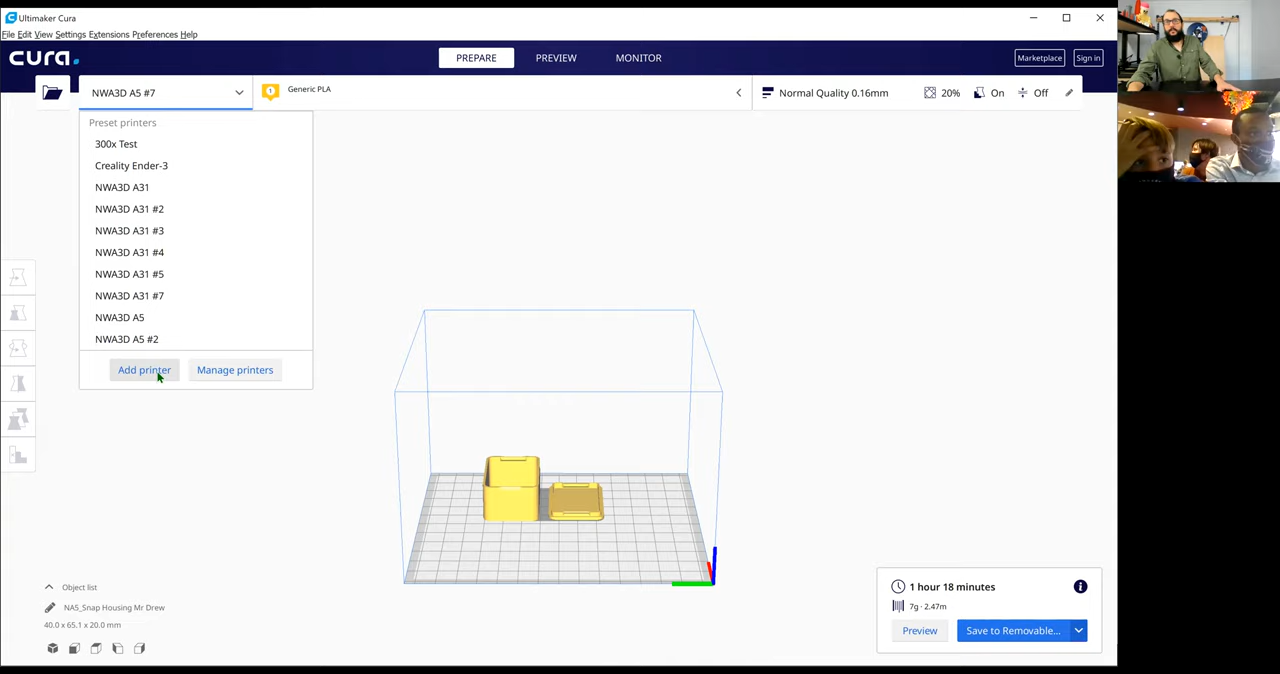 Ultimaker Cura
File Edit View Settings Extensions Preferences Help
cura.
PREPARE
PREVIEW
MONITOR
Marketplace
Sign in
NWA3D A5 #7
1
Generic PLA
Normal Quality 0.16mm
20%
On
Off
Preset printers
300x Test
Creality Ender-3
NWA3D A31
NWA3D A31 #2
NWA3D A31 #3
NWA3D A31 #4
NWA3D A31 #5
NWA3D A31 #7
NWA3D A5
NWA3D A5 #2
Add printer
Manage printers
Object list
NA5_Snap Housing Mr Drew
40.0 x 65.1 x 20.0 mm
1 hour 18 minutes
7g · 2.47m
Preview
Save to Removable...